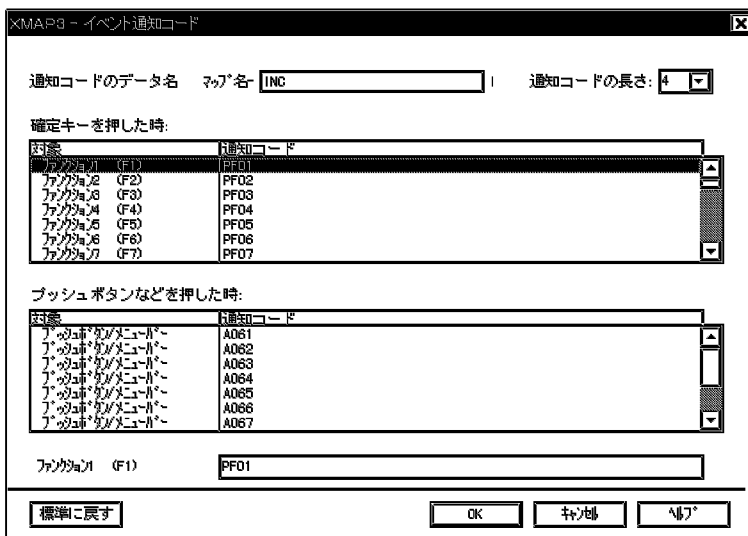 XMAP3 - イベント通知コード
通知コードのデータ名 ﾏｯﾌﾟ名- INC I 通知コードの長さ: 4
確定キーを押した時:
対象 通知コード
ﾌｧﾝｸｼｮﾝ1 (F1) PF01
ﾌｧﾝｸｼｮﾝ2 (F2) PF02
ﾌｧﾝｸｼｮﾝ3 (F3) PF03
ﾌｧﾝｸｼｮﾝ4 (F4) PF04
ﾌｧﾝｸｼｮﾝ5 (F5) PF05
ﾌｧﾝｸｼｮﾝ6 (F6) PF06
ﾌｧﾝｸｼｮﾝ7 (F7) PF07
プッシュボタンなどを押した時:
対象 通知コード
ﾌﾟｯｼｭﾎﾞﾀﾝ/ﾒﾆｭｰﾊﾞｰ A061
ﾌﾟｯｼｭﾎﾞﾀﾝ/ﾒﾆｭｰﾊﾞｰ A062
ﾌﾟｯｼｭﾎﾞﾀﾝ/ﾒﾆｭｰﾊﾞｰ A063
ﾌﾟｯｼｭﾎﾞﾀﾝ/ﾒﾆｭｰﾊﾞｰ A064
ﾌﾟｯｼｭﾎﾞﾀﾝ/ﾒﾆｭｰﾊﾞｰ A065
ﾌﾟｯｼｭﾎﾞﾀﾝ/ﾒﾆｭｰﾊﾞｰ A066
ﾌﾟｯｼｭﾎﾞﾀﾝ/ﾒﾆｭｰﾊﾞｰ A067
ﾌｧﾝｸｼｮﾝ1 (F1) PF01
標準に戻す OK ｷｬﾝｾﾙ ﾍﾙﾌﾟ